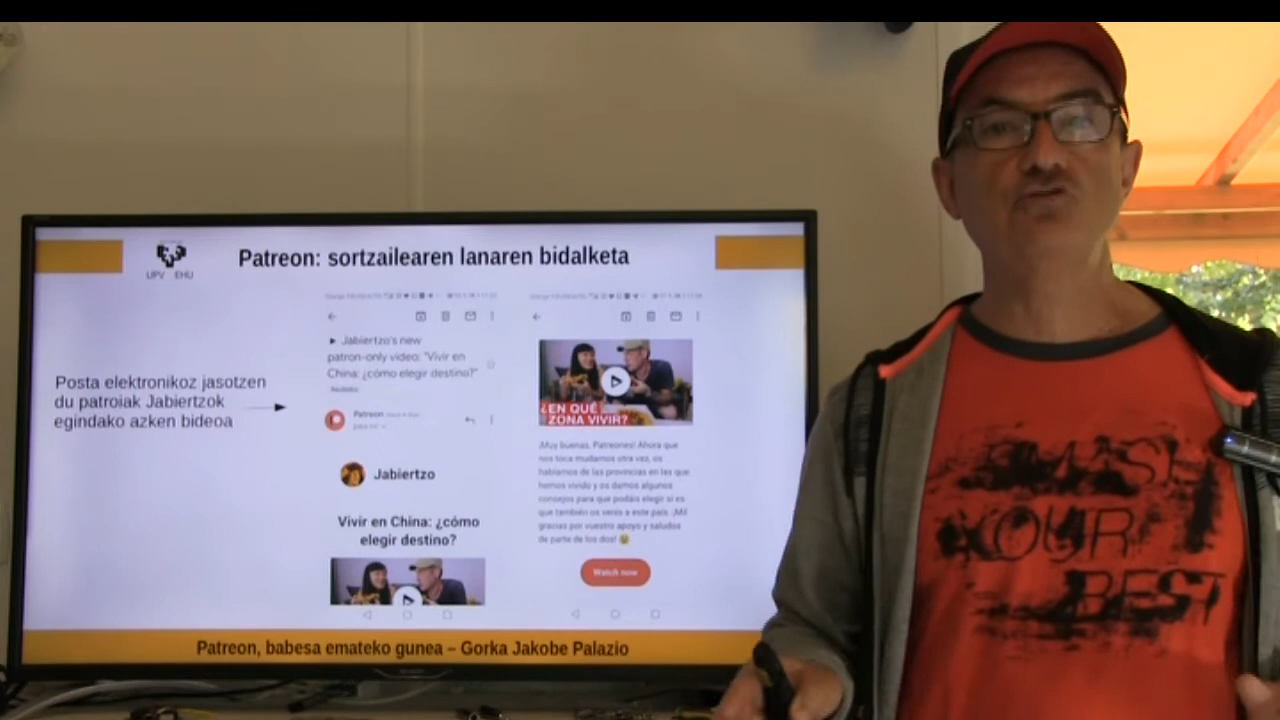 UPV EHU
Patreon: sortzailearen lanaren bidalketa
Posta elektronikoz jasotzen
du patroiak Jabiertzok
egindako azken bideoa
► Jabiertzo's new
patron-only video: "Vivir en
China: ¿cómo elegir destino?"
Patreon
Jabiertzo
Vivir en China: ¿cómo
elegir destino?
¿EN QUÉ
ZONA VIVIR?
¡Muy buenas, Patreones! Ahora que
nos toca mudarnos otra vez, os
hablamos de las provincias en las que
hemos vivido y os damos algunos
consejos para que podáis elegir si es
que también os venís a este país. ¡Mil
gracias por vuestro apoyo y saludos
de parte de los dos! 😉
Watch now
Patreon, babesa emateko gunea – Gorka Jakobe Palazio
YOUR
BEST